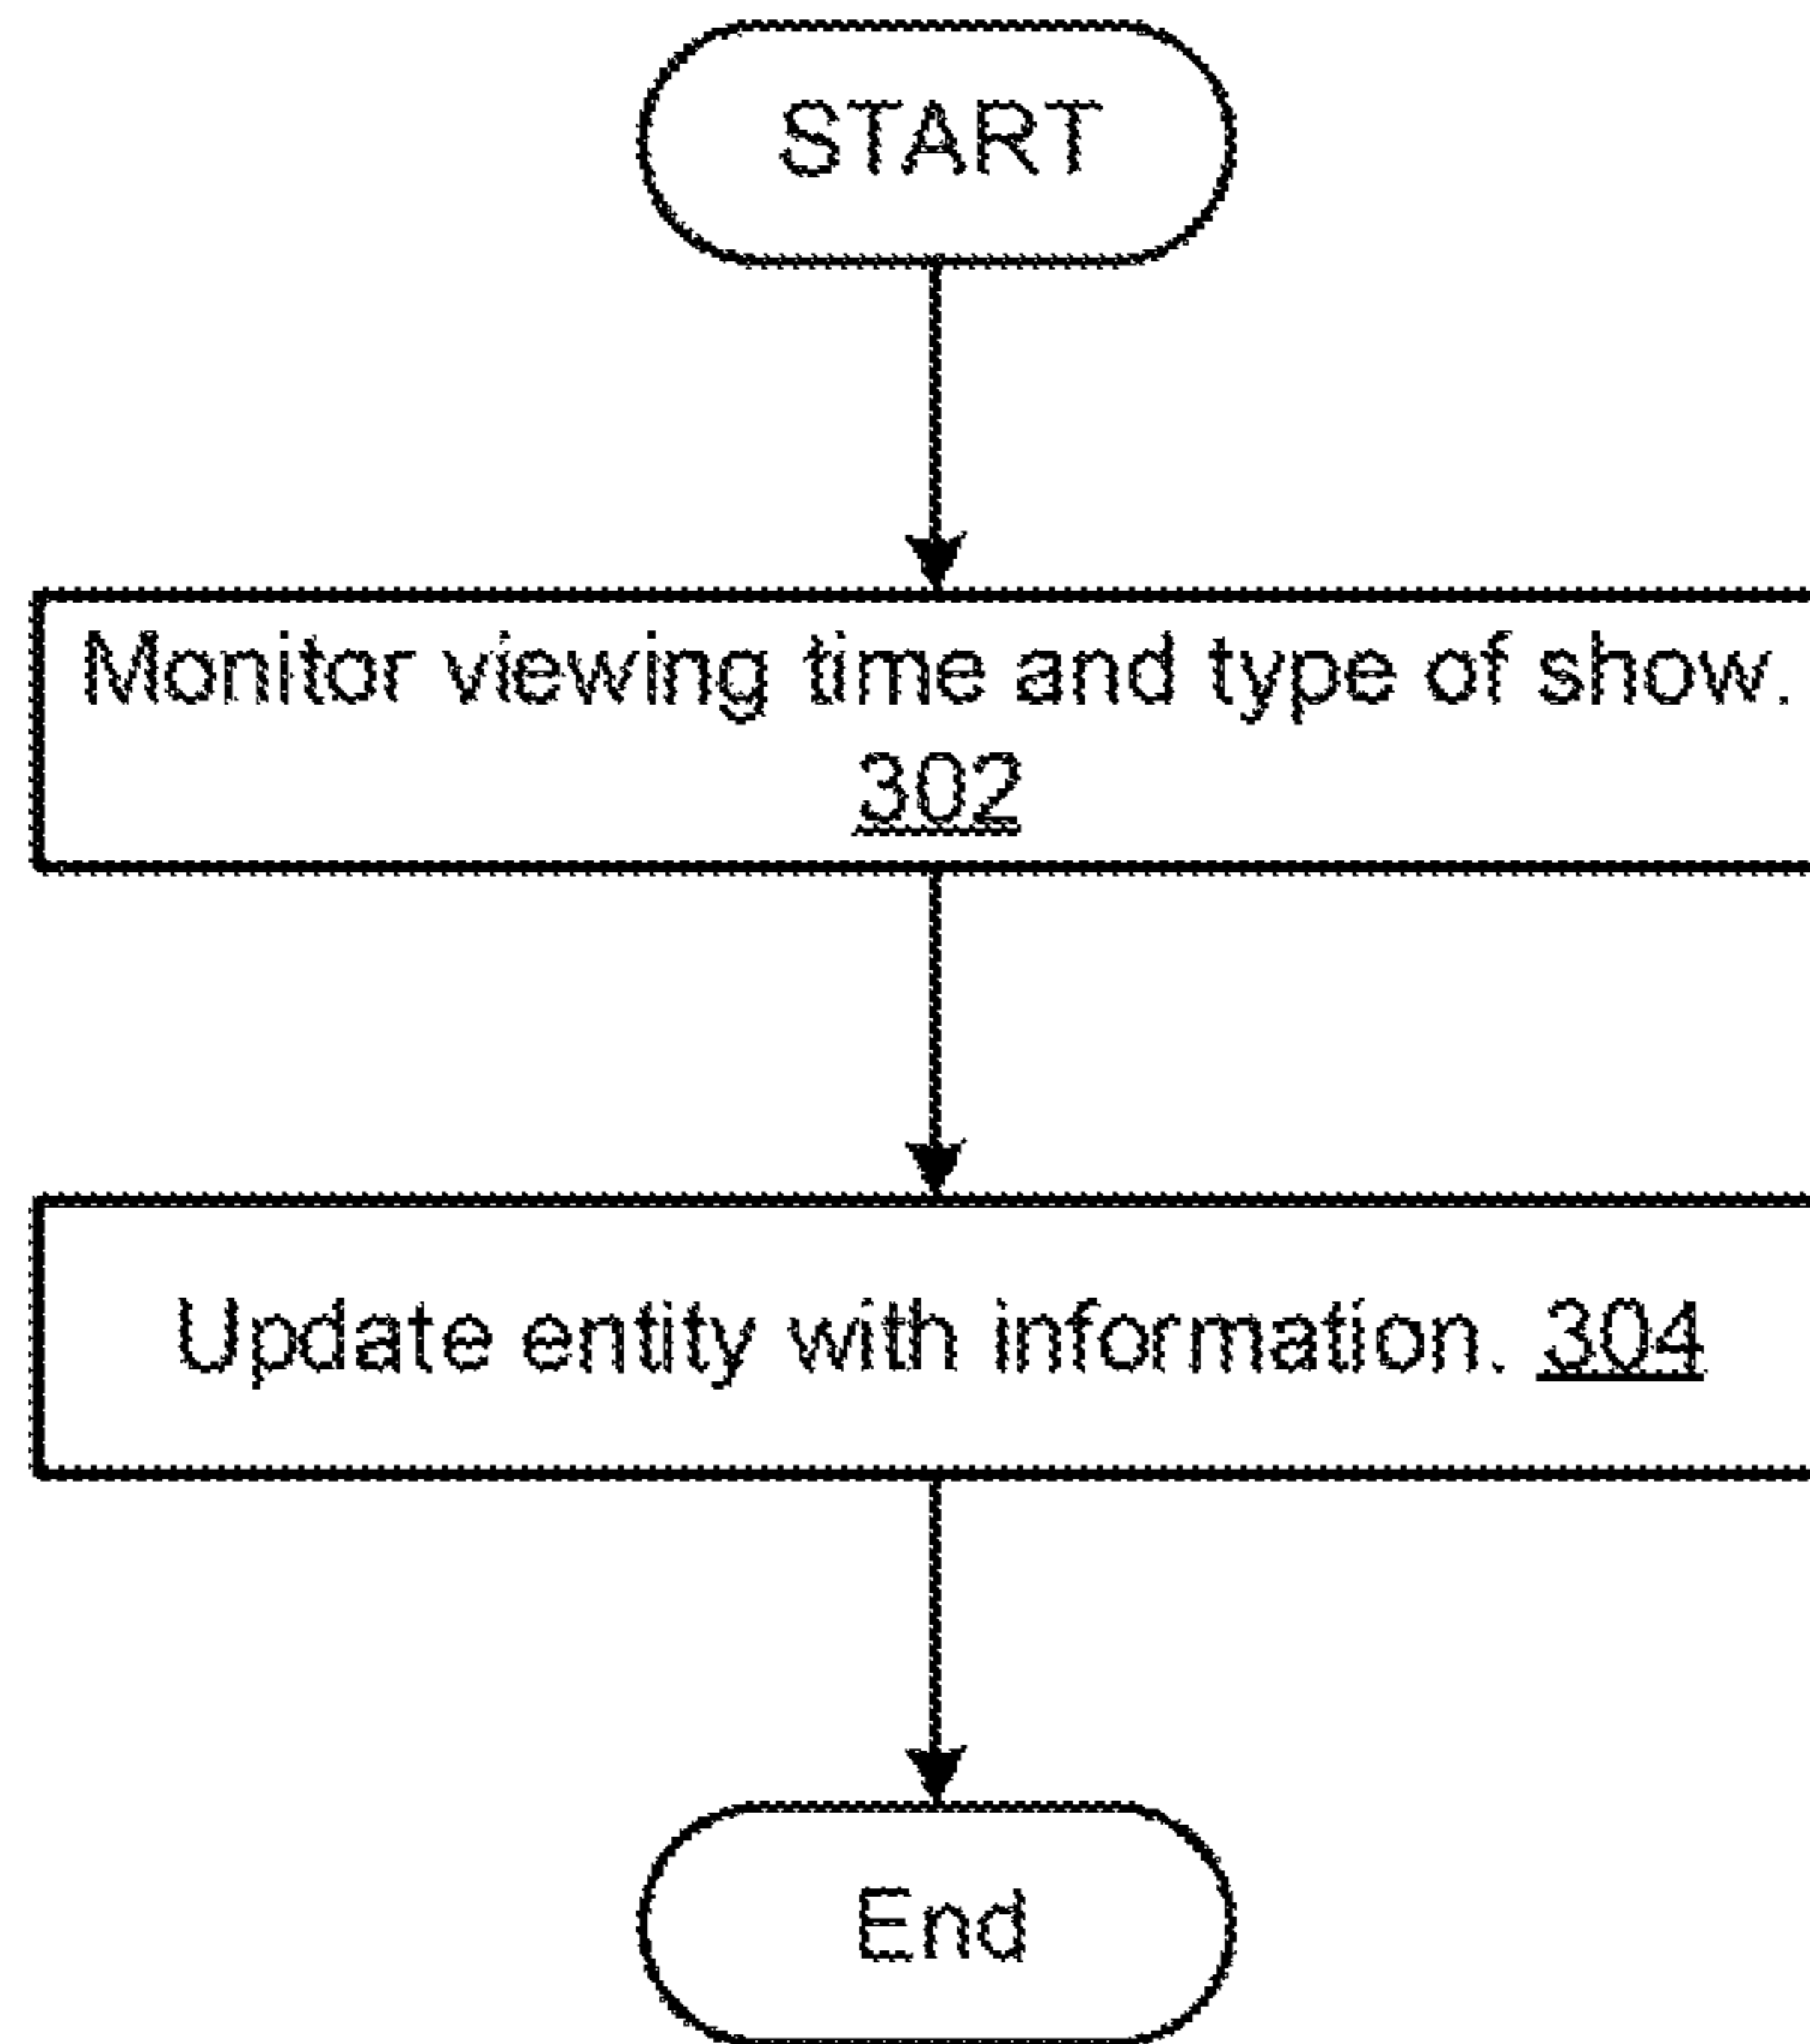 START
Monitor viewing time and type of show.
302
Update entity with information. 304
End